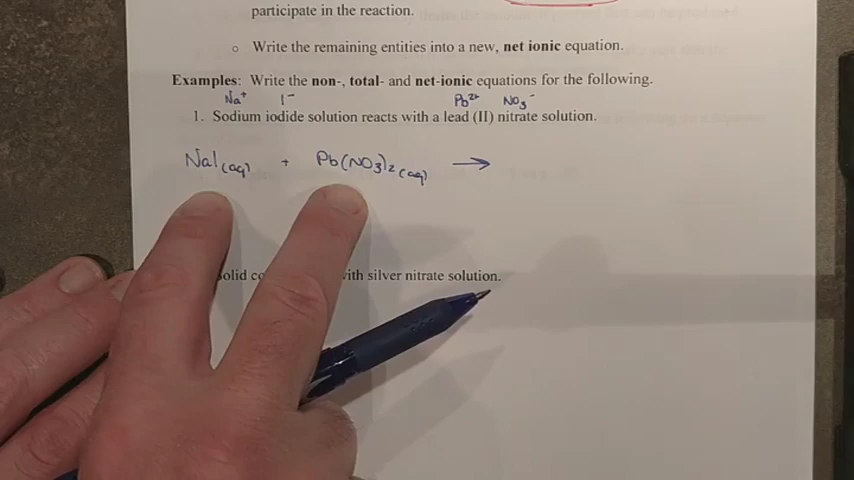 participate in the reaction.
○ Write the remaining entities into a new, net ionic equation.
Examples: Write the non-, total- and net-ionic equations for the following.
Na⁺ I⁻ Pb²⁺ NO₃⁻
1. Sodium iodide solution reacts with a lead (II) nitrate solution.
NaI(aq) + Pb(NO₃)₂(aq) →
solid with silver nitrate solution.